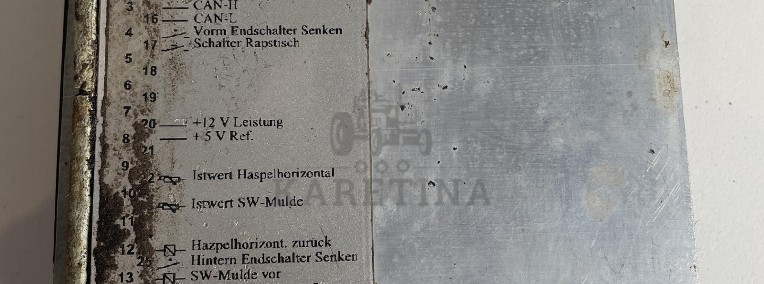 3 CAN-H
16 CAN-L
4 Vorm Endschalter Senken
17 Schalter Rapstisch
5
18
6
19
7
20 +12 V Leistung
8 + 5 V Ref.
21
9
Istwert Haspelhorizontal
10
Istwert SW-Mulde
11
KARETINA
12 Hazpelhorizont. zurück
25 Hintern Endschalter Senken
13 SW-Mulde vor